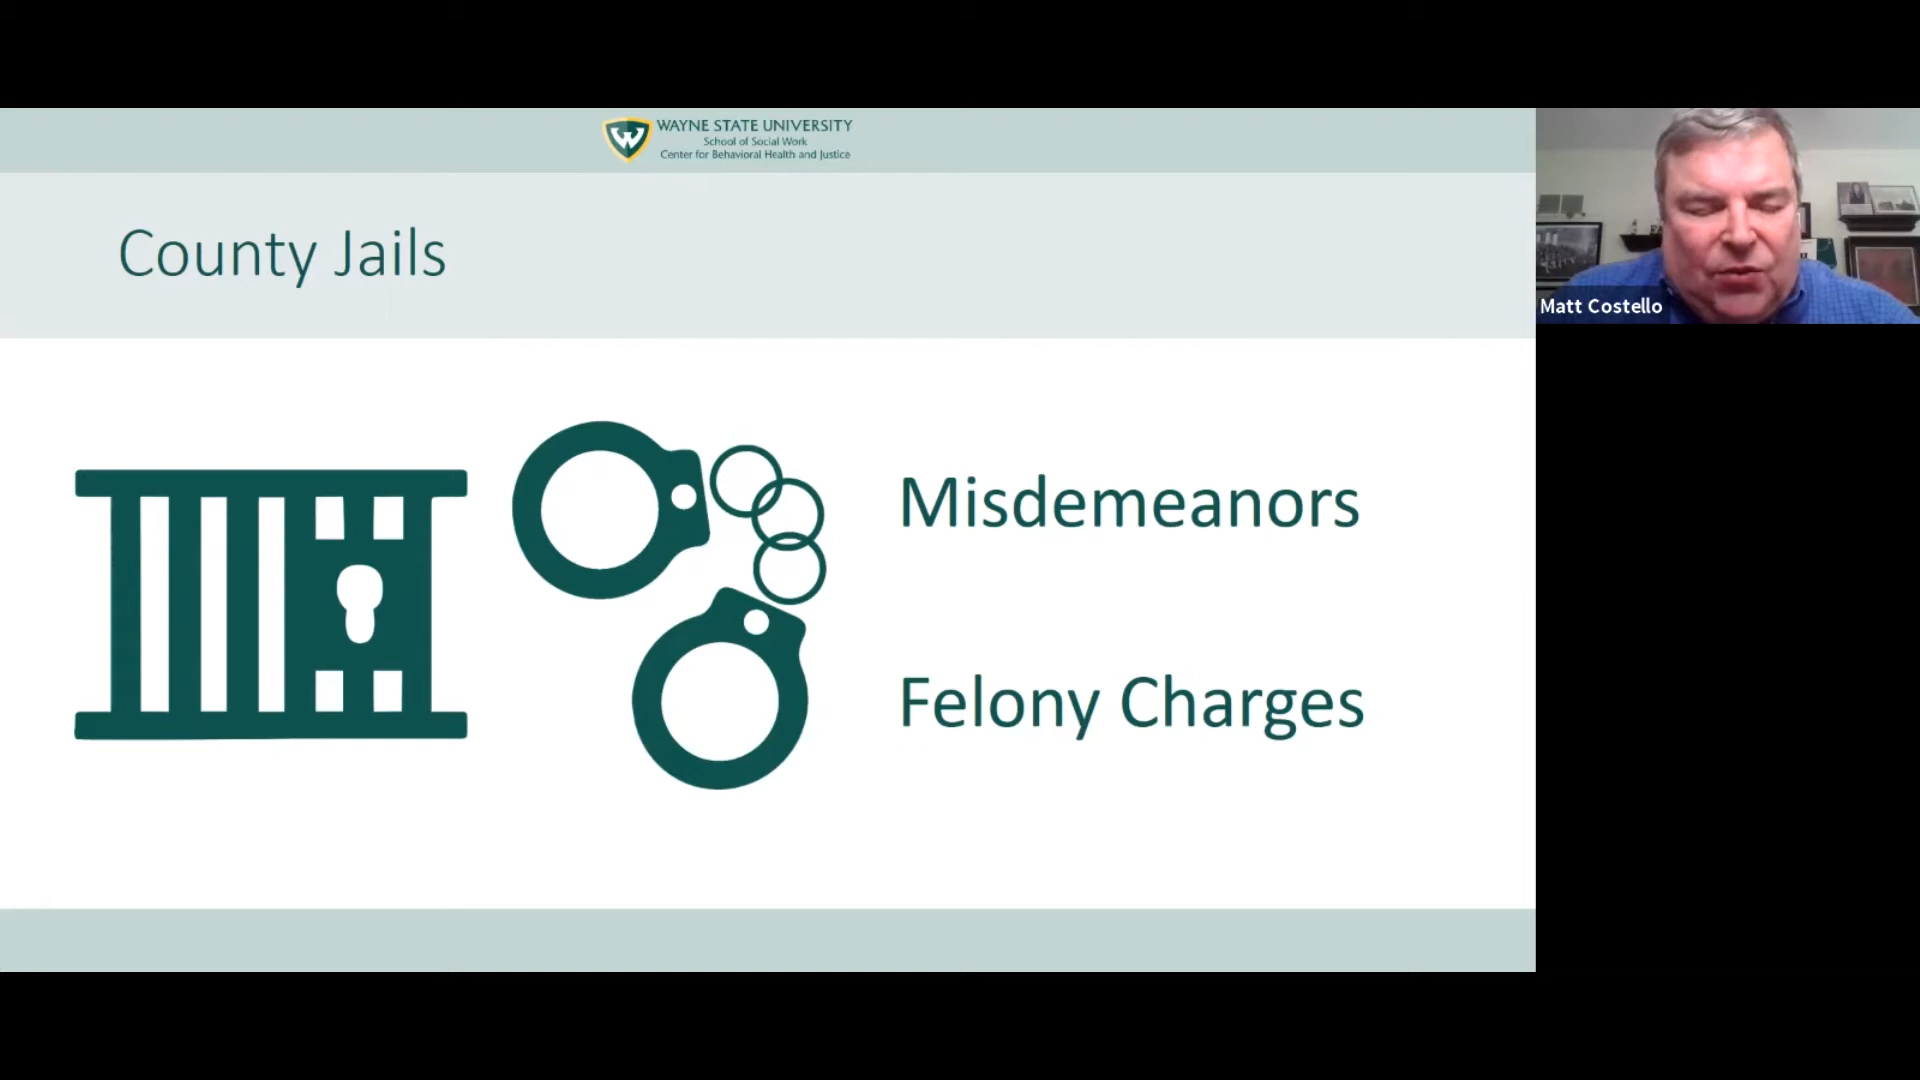 WAYNE STATE UNIVERSITY
School of Social Work
Center for Behavioral Health and Justice
County Jails
Matt Costello
Misdemeanors
Felony Charges